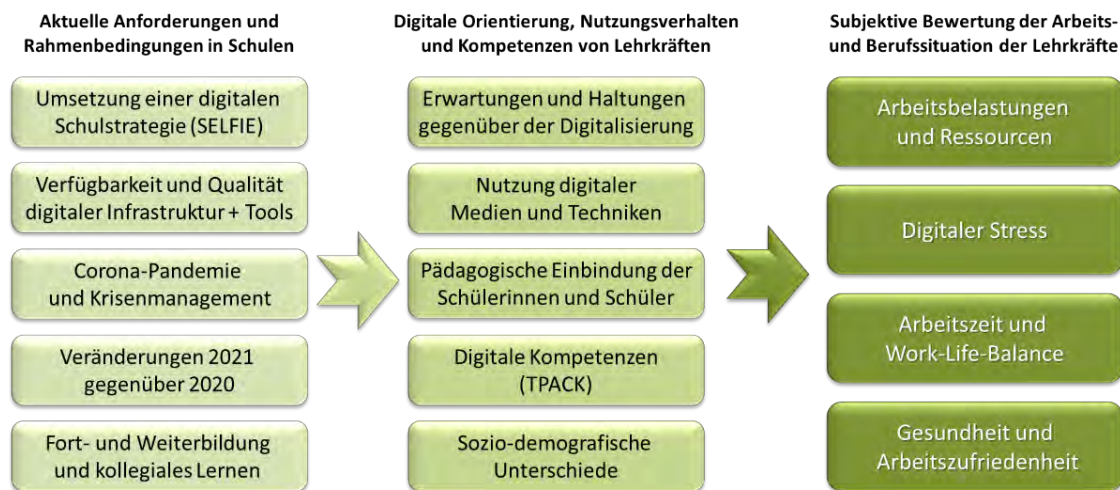 Aktuelle Anforderungen und
Rahmenbedingungen in Schulen
Umsetzung einer digitalen
Schulstrategie (SELFIE)
Verfügbarkeit und Qualität
digitaler Infrastruktur + Tools
Corona-Pandemie
und Krisenmanagement
Veränderungen 2021
gegenüber 2020
Fort- und Weiterbildung
und kollegiales Lernen
Digitale Orientierung, Nutzungsverhalten
und Kompetenzen von Lehrkräften
Erwartungen und Haltungen
gegenüber der Digitalisierung
Nutzung digitaler
Medien und Techniken
Pädagogische Einbindung der
Schülerinnen und Schüler
Digitale Kompetenzen
(TPACK)
Sozio-demografische
Unterschiede
Subjektive Bewertung der Arbeits-
und Berufssituation der Lehrkräfte
Arbeitsbelastungen
und Ressourcen
Digitaler Stress
Arbeitszeit und
Work-Life-Balance
Gesundheit und
Arbeitszufriedenheit